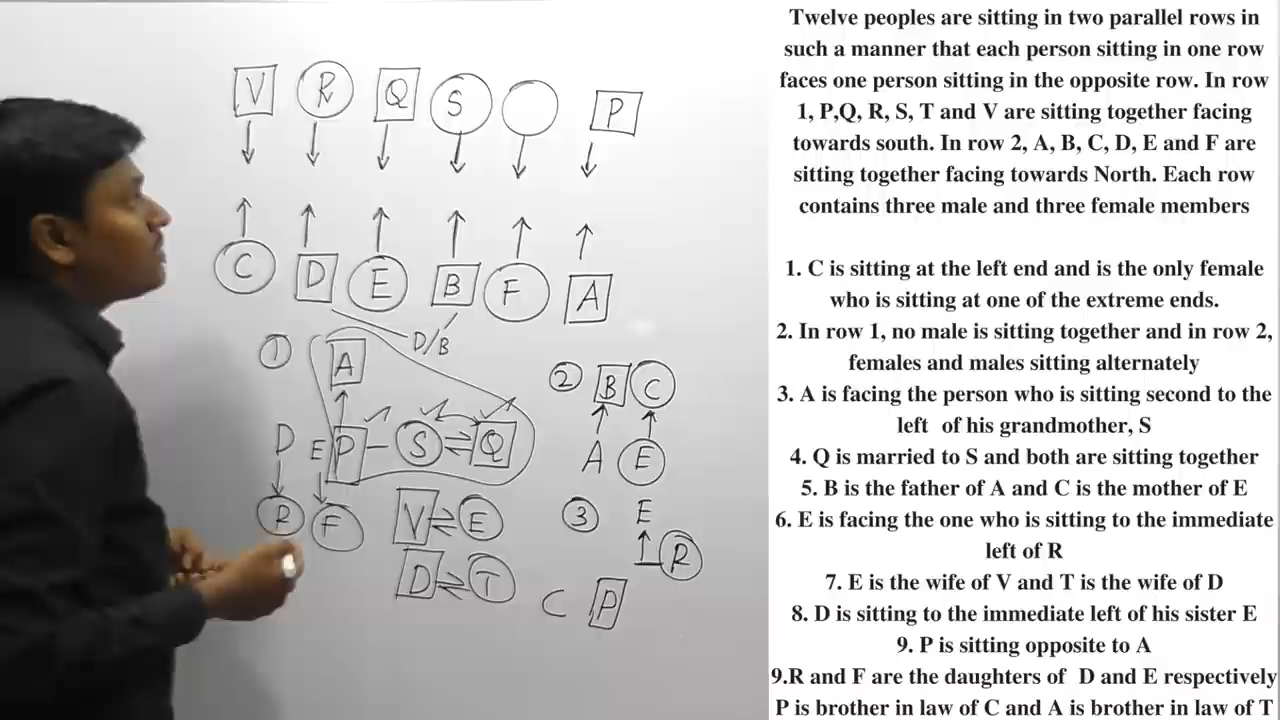 V R Q S P
C D E B F A
D/B
① A
② B C
D E P S Q
A E
R F V E
③ E
R
D T
C P
Twelve peoples are sitting in two parallel rows in
such a manner that each person sitting in one row
faces one person sitting in the opposite row. In row
1, P,Q, R, S, T and V are sitting together facing
towards south. In row 2, A, B, C, D, E and F are
sitting together facing towards North. Each row
contains three male and three female members
1. C is sitting at the left end and is the only female
who is sitting at one of the extreme ends.
2. In row 1, no male is sitting together and in row 2,
females and males sitting alternately
3. A is facing the person who is sitting second to the
left of his grandmother, S
4. Q is married to S and both are sitting together
5. B is the father of A and C is the mother of E
6. E is facing the one who is sitting to the immediate
left of R
7. E is the wife of V and T is the wife of D
8. D is sitting to the immediate left of his sister E
9. P is sitting opposite to A
9.R and F are the daughters of D and E respectively
P is brother in law of C and A is brother in law of T